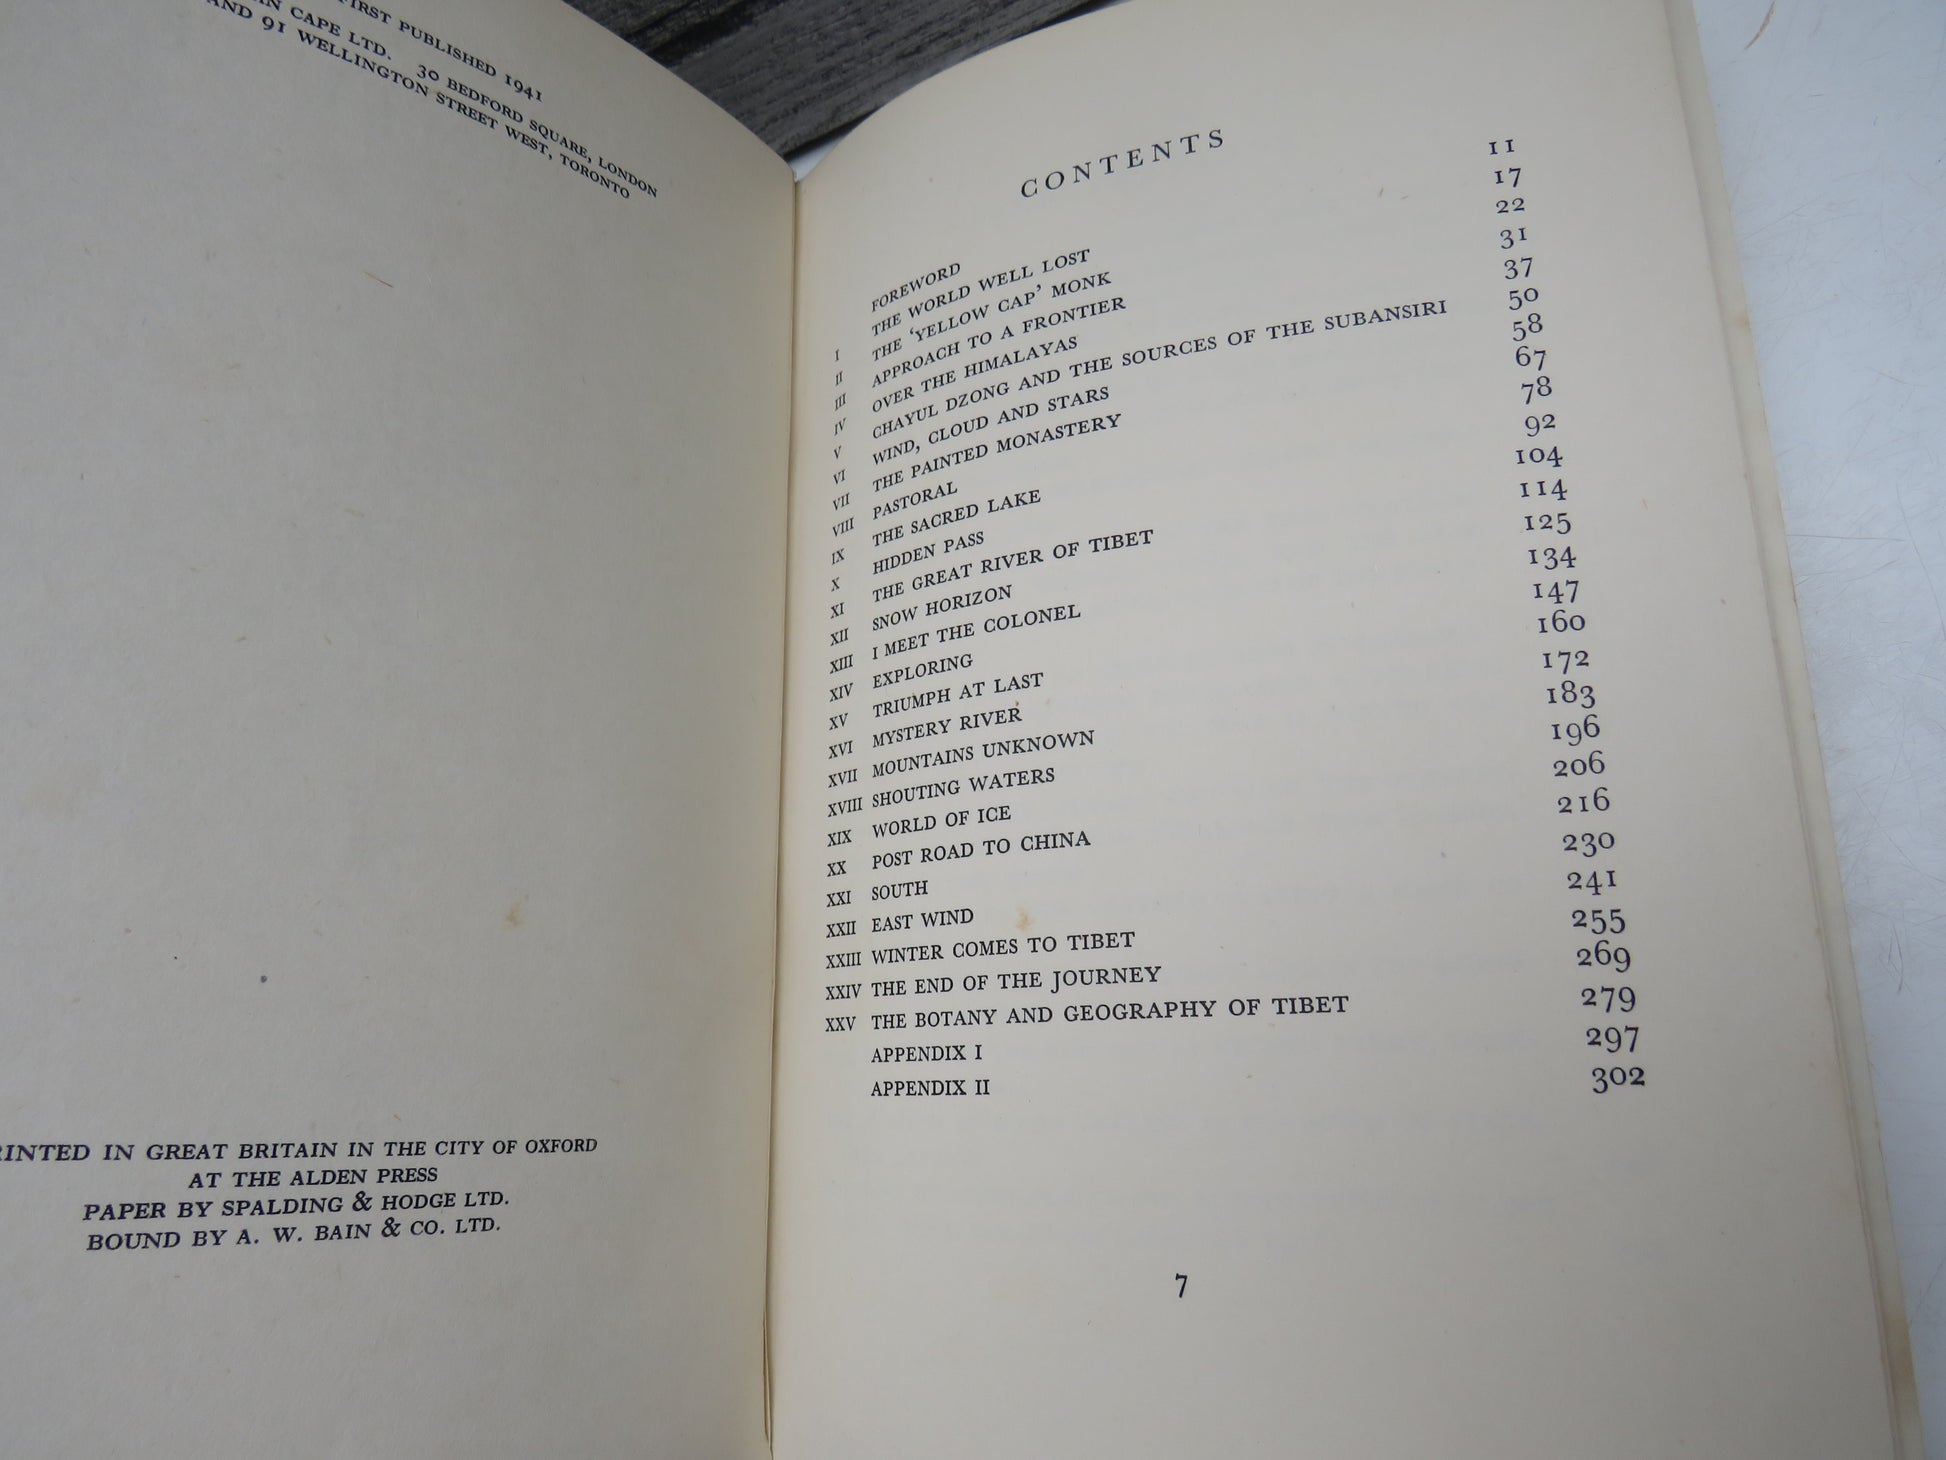 FIRST PUBLISHED 1941
AN CAPE LTD. 30 BEDFORD SQUARE, LONDON
AND 91 WELLINGTON STREET WEST, TORONTO
RINTED IN GREAT BRITAIN IN THE CITY OF OXFORD
AT THE ALDEN PRESS
PAPER BY SPALDING & HODGE LTD.
BOUND BY A. W. BAIN & CO. LTD.
CONTENTS
FOREWORD 11
I THE WORLD WELL LOST 17
II THE 'YELLOW CAP' MONK 22
III APPROACH TO A FRONTIER 31
IV OVER THE HIMALAYAS 37
V CHAYUL DZONG AND THE SOURCES OF THE SUBANSIRI 50
VI WIND, CLOUD AND STARS 58
VII THE PAINTED MONASTERY 67
VIII PASTORAL 78
IX THE SACRED LAKE 92
X HIDDEN PASS 104
XI THE GREAT RIVER OF TIBET 114
XII SNOW HORIZON 125
XIII I MEET THE COLONEL 134
XIV EXPLORING 147
XV TRIUMPH AT LAST 160
XVI MYSTERY RIVER 172
XVII MOUNTAINS UNKNOWN 183
XVIII SHOUTING WATERS 196
XIX WORLD OF ICE 206
XX POST ROAD TO CHINA 216
XXI SOUTH 230
XXII EAST WIND 241
XXIII WINTER COMES TO TIBET 255
XXIV THE END OF THE JOURNEY 269
XXV THE BOTANY AND GEOGRAPHY OF TIBET 279
APPENDIX I 297
APPENDIX II 302
7